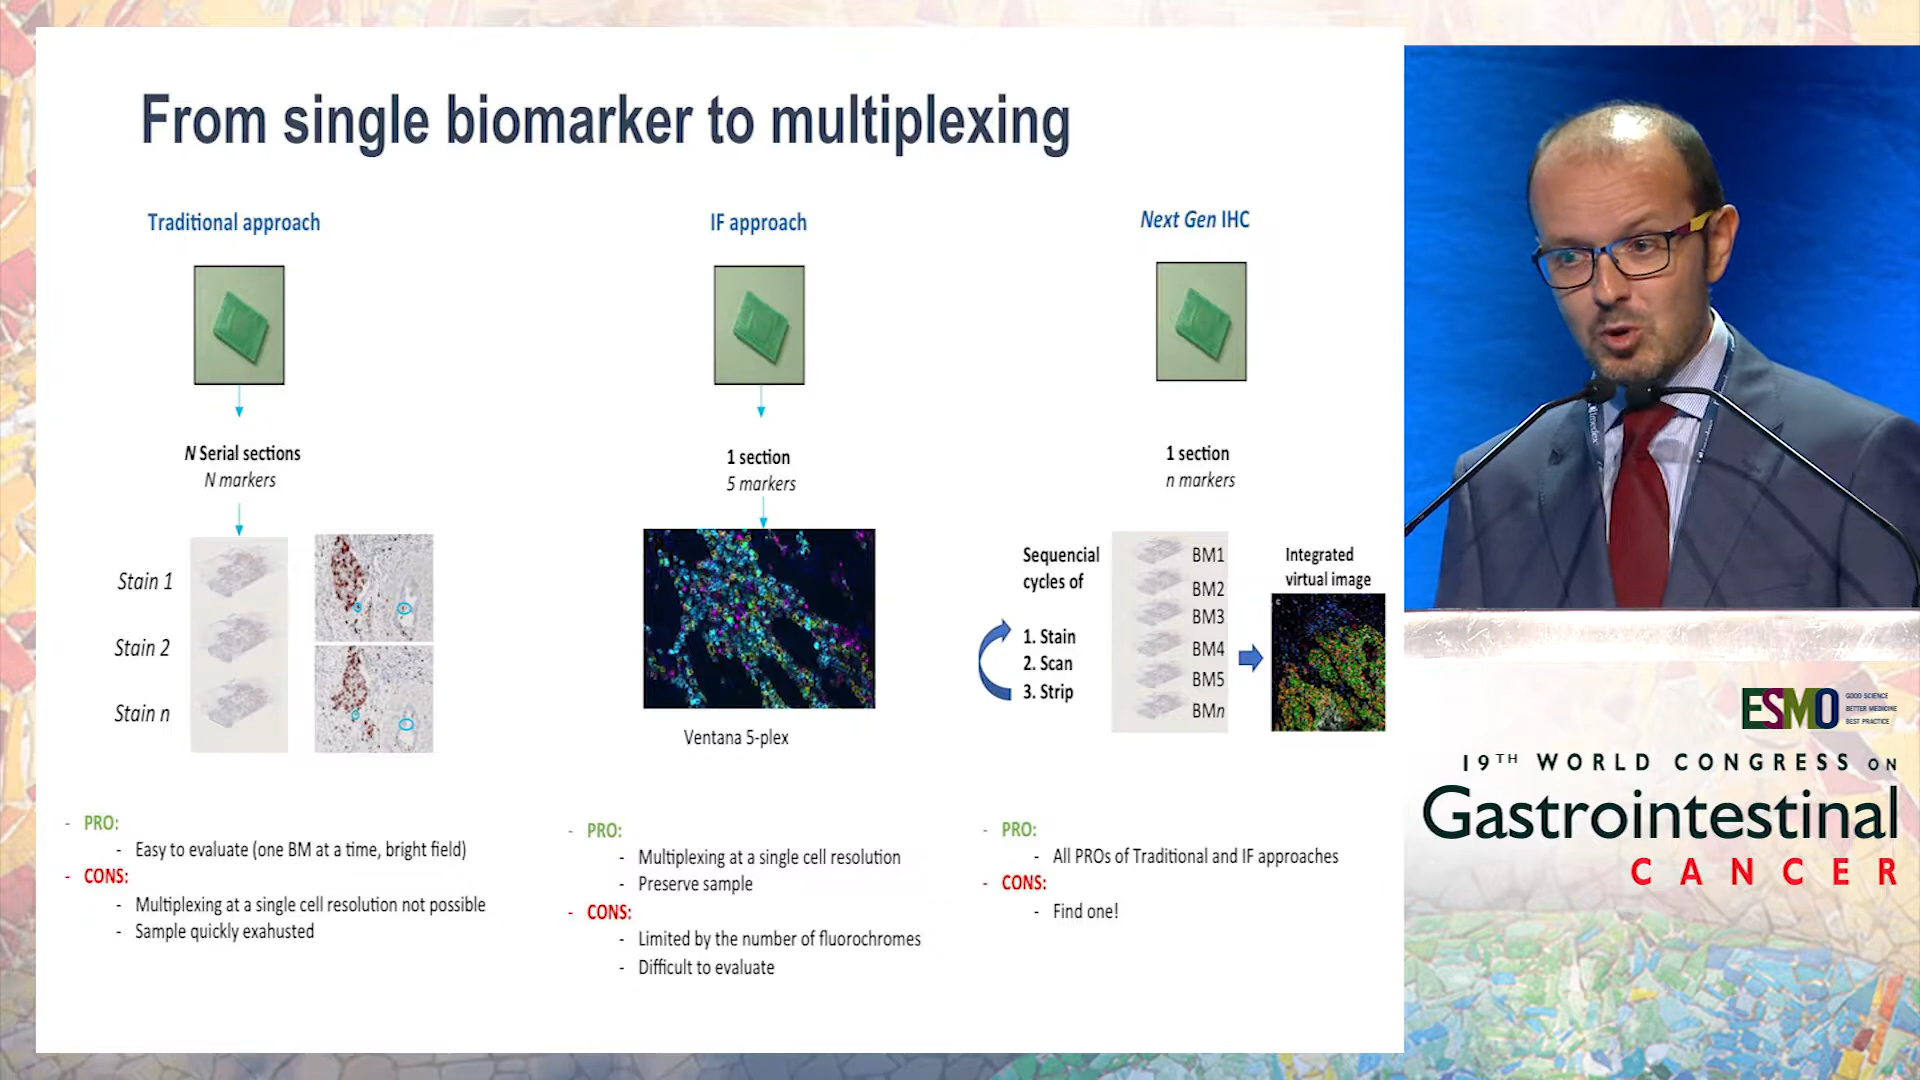 From single biomarker to multiplexing
Traditional approach
N Serial sections
N markers
Stain 1
Stain 2
Stain n
- PRO:
- Easy to evaluate (one BM at a time, bright field)
- CONS:
- Multiplexing at a single cell resolution not possible
- Sample quickly exahusted
IF approach
1 section
5 markers
Ventana 5-plex
- PRO:
- Multiplexing at a single cell resolution
- Preserve sample
- CONS:
- Limited by the number of fluorochromes
- Difficult to evaluate
Next Gen IHC
1 section
n markers
Sequencial
cycles of
1. Stain
2. Scan
3. Strip
BM1
BM2
BM3
BM4
BM5
BMn
Integrated
virtual image
- PRO:
- All PROs of Traditional and IF approaches
- CONS:
- Find one!
Imedex
ESMO
GOOD SCIENCE
BETTER MEDICINE
BEST PRACTICE
19TH WORLD CONGRESS ON
Gastrointestinal
CANCER